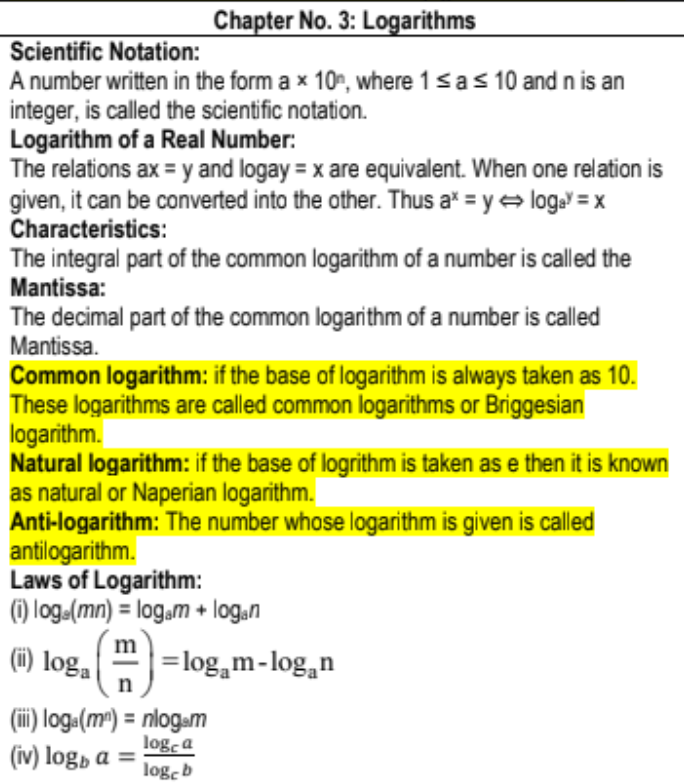 Chapter No. 3: Logarithms
Scientific Notation:
A number written in the form a × 10ⁿ, where 1 ≤ a ≤ 10 and n is an
integer, is called the scientific notation.
Logarithm of a Real Number:
The relations ax = y and logay = x are equivalent. When one relation is
given, it can be converted into the other. Thus aˣ = y ⇔ logₐʸ = x
Characteristics:
The integral part of the common logarithm of a number is called the
Mantissa:
The decimal part of the common logarithm of a number is called
Mantissa.
Common logarithm: if the base of logarithm is always taken as 10.
These logarithms are called common logarithms or Briggesian
logarithm.
Natural logarithm: if the base of logrithm is taken as e then it is known
as natural or Naperian logarithm.
Anti-logarithm: The number whose logarithm is given is called
antilogarithm.
Laws of Logarithm:
(i) logₐ(mn) = logₐm + logₐn
(ii) logₐ(m/n) = logₐm - logₐn
(iii) logₐ(mⁿ) = nlogₐm
(iv) log_b a = log_c a / log_c b